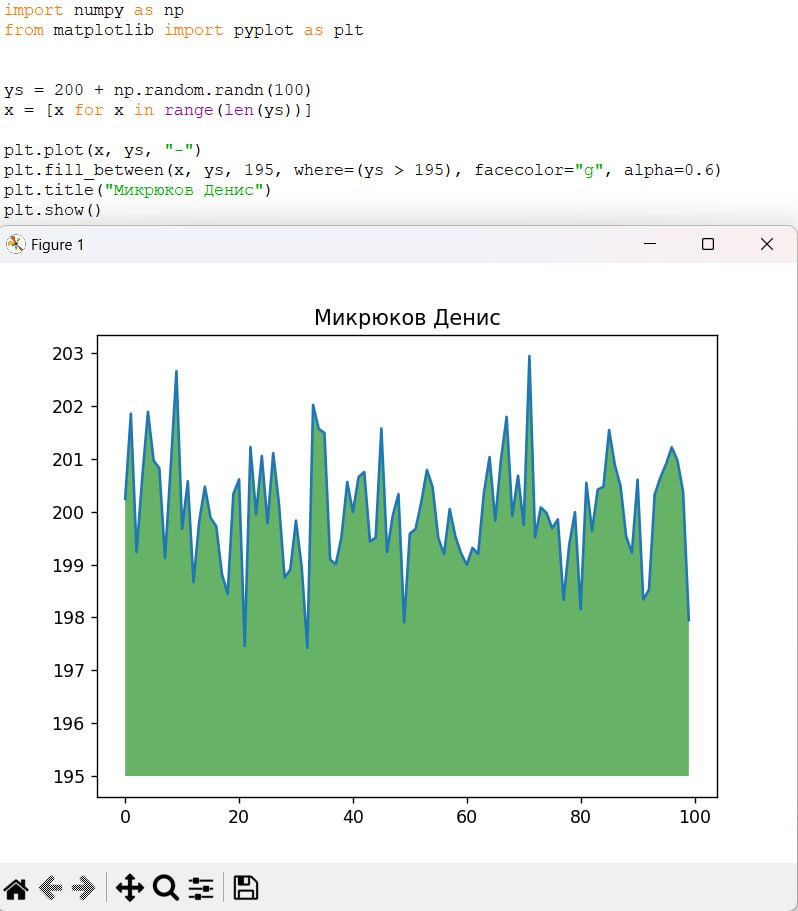 import numpy as np
from matplotlib import pyplot as plt
ys = 200 + np.random.randn(100)
x = [x for x in range(len(ys))]
plt.plot(x, ys, "-")
plt.fill_between(x, ys, 195, where=(ys > 195), facecolor="g", alpha=0.6)
plt.title("Микрюков Денис")
plt.show()
Figure 1
Микрюков Денис
203
202
201
200
199
198
197
196
195
0 20 40 60 80 100